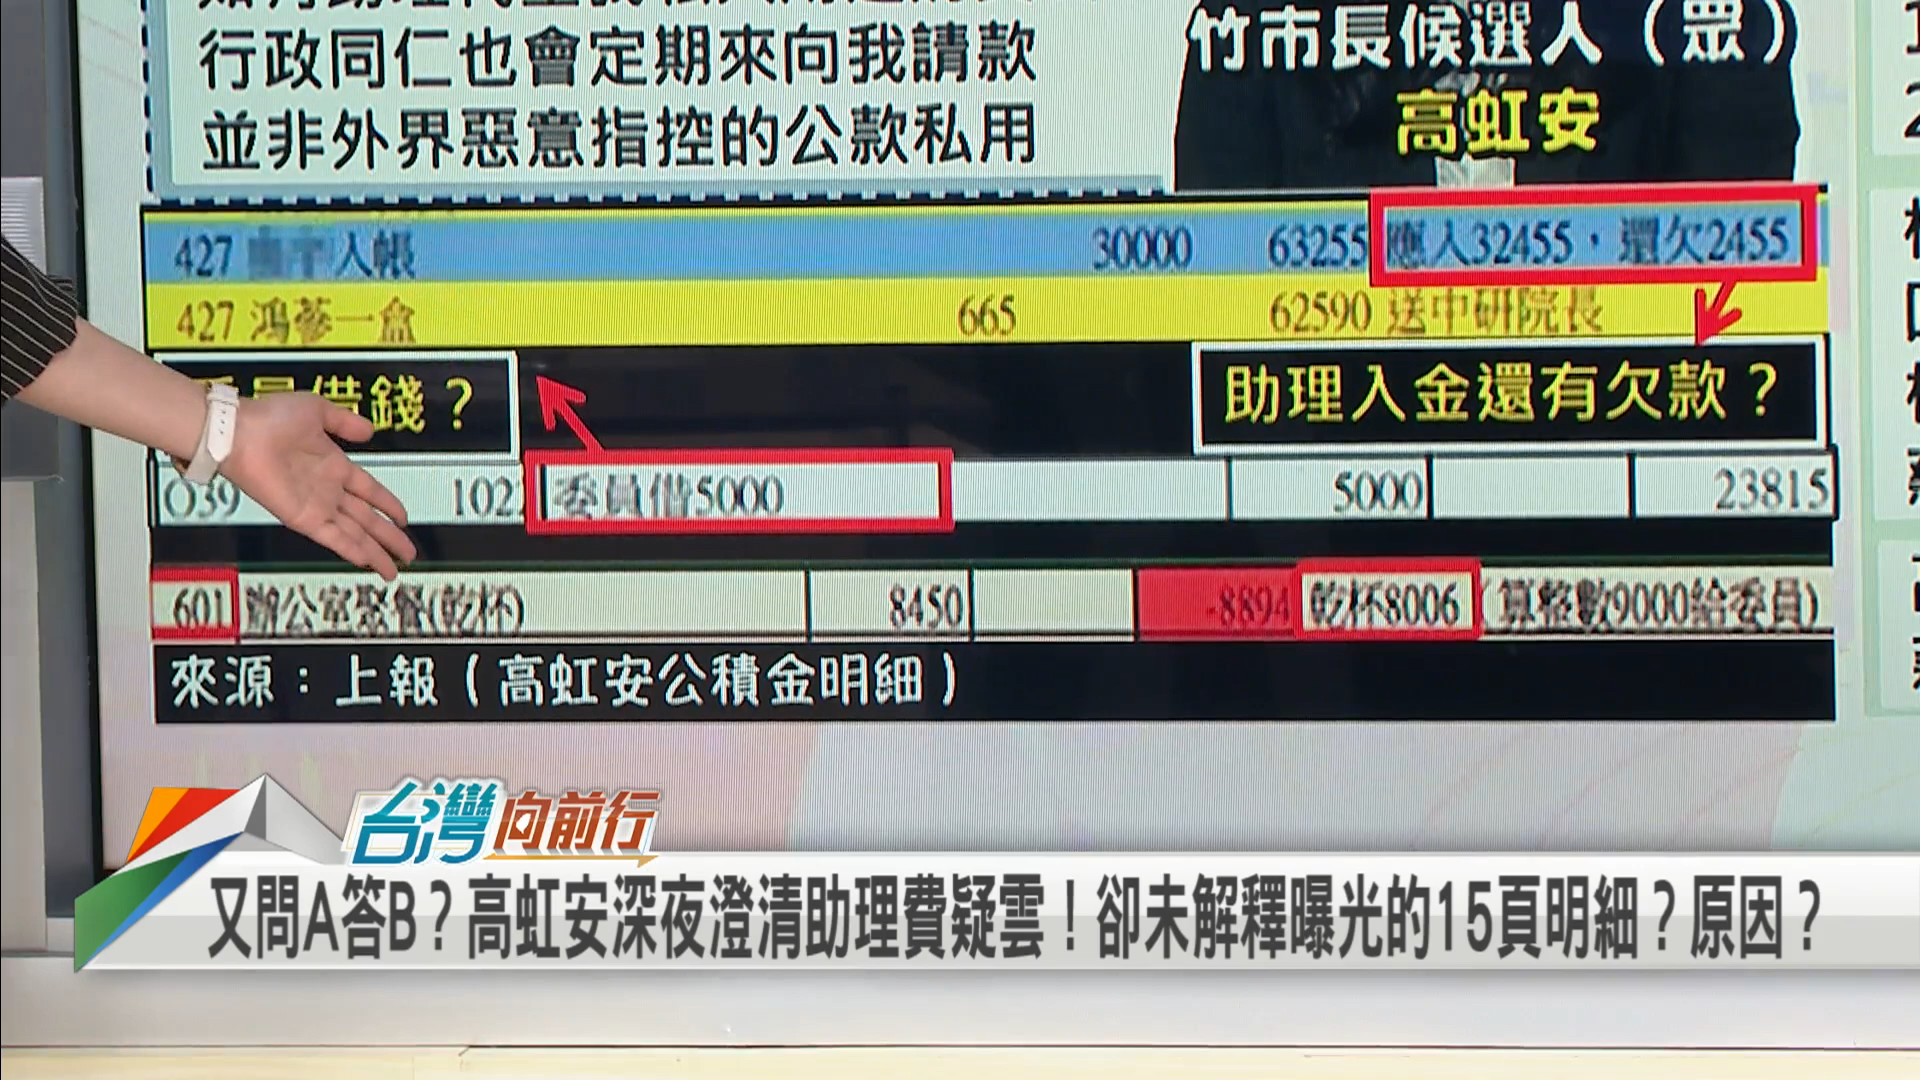 行政同仁也會定期來向我請款
並非外界惡意指控的公款私用
竹市長候選人（眾）
高虹安
427 入帳 30000 63255 應入32455，還欠2455
427 鴻蔘一盒 665 62590 送中研院長
借錢？
助理入金還有欠款？
O39 102 委員借5000 5000 23815
601 辦公室聚餐(乾杯) 8450 -8894 乾杯8006（算整數9000給委員)
來源：上報（高虹安公積金明細）
台灣向前行
又問A答B？高虹安深夜澄清助理費疑雲！卻未解釋曝光的15頁明細？原因？